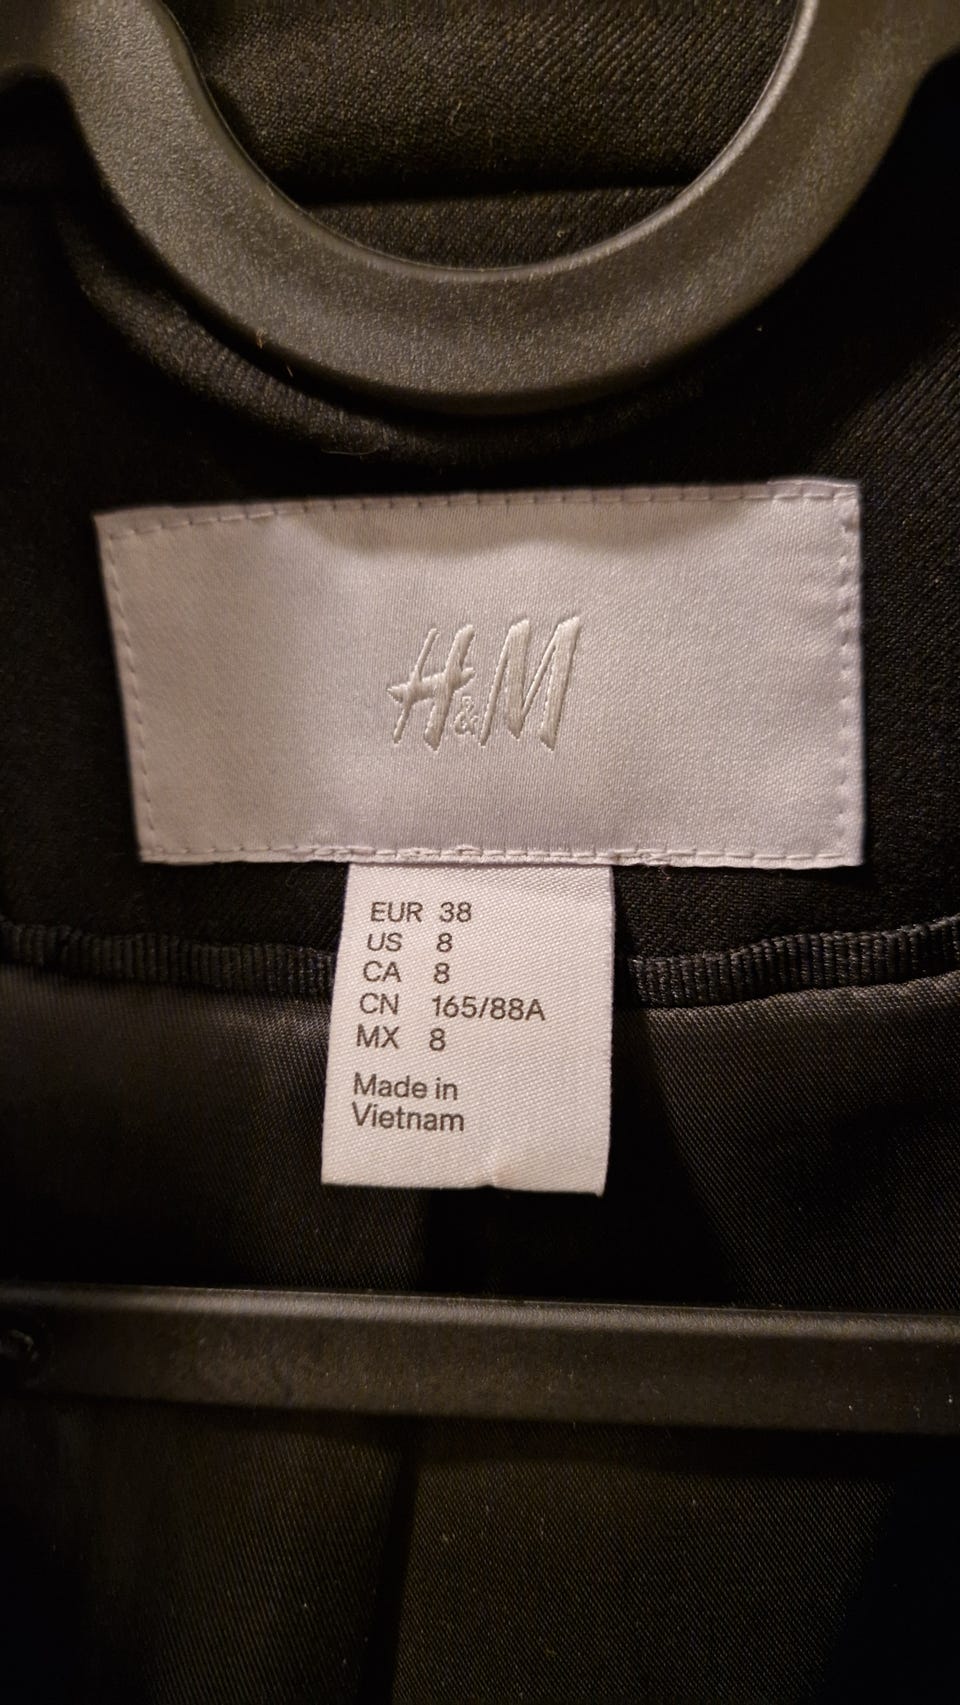 H&M
EUR 38
US 8
CA 8
CN 165/88A
MX 8
Made in
Vietnam